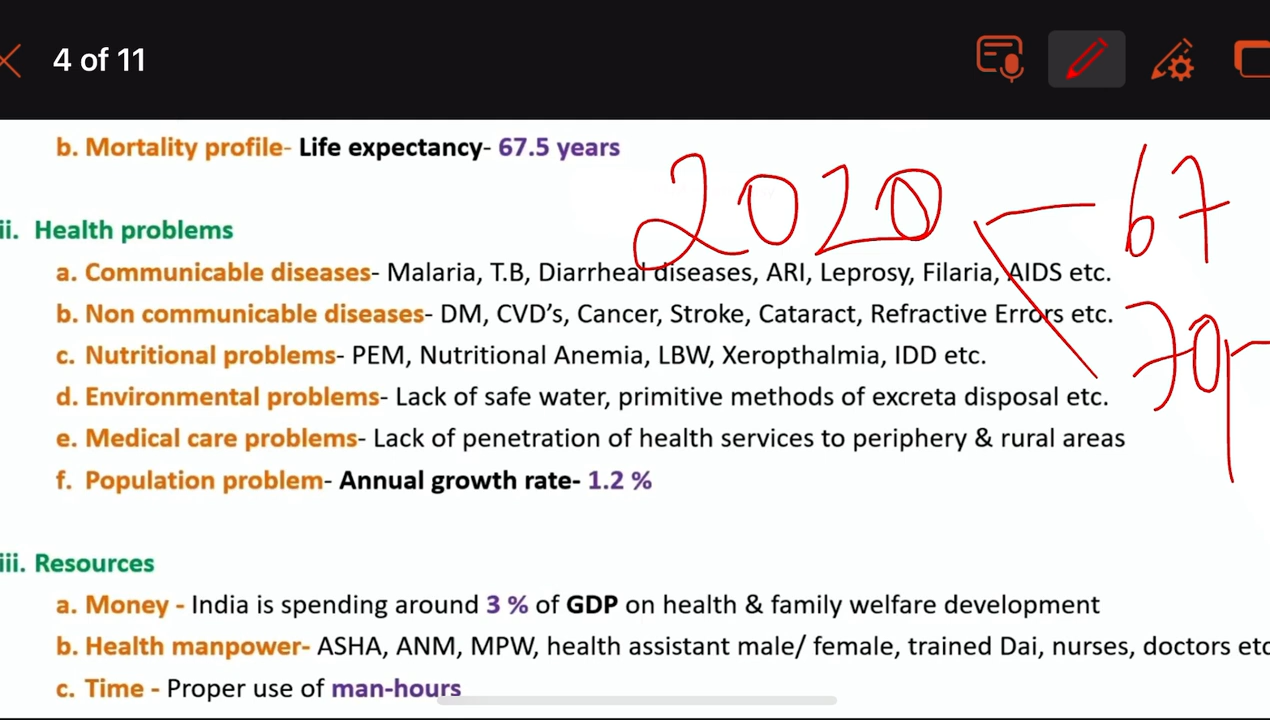 4 of 11
b. Mortality profile- Life expectancy- 67.5 years
2020 67
70
ii. Health problems
a. Communicable diseases- Malaria, T.B, Diarrheal diseases, ARI, Leprosy, Filaria, AIDS etc.
b. Non communicable diseases- DM, CVD's, Cancer, Stroke, Cataract, Refractive Errors etc.
c. Nutritional problems- PEM, Nutritional Anemia, LBW, Xeropthalmia, IDD etc.
d. Environmental problems- Lack of safe water, primitive methods of excreta disposal etc.
e. Medical care problems- Lack of penetration of health services to periphery & rural areas
f. Population problem- Annual growth rate- 1.2 %
iii. Resources
a. Money - India is spending around 3 % of GDP on health & family welfare development
b. Health manpower- ASHA, ANM, MPW, health assistant male/ female, trained Dai, nurses, doctors etc
c. Time - Proper use of man-hours